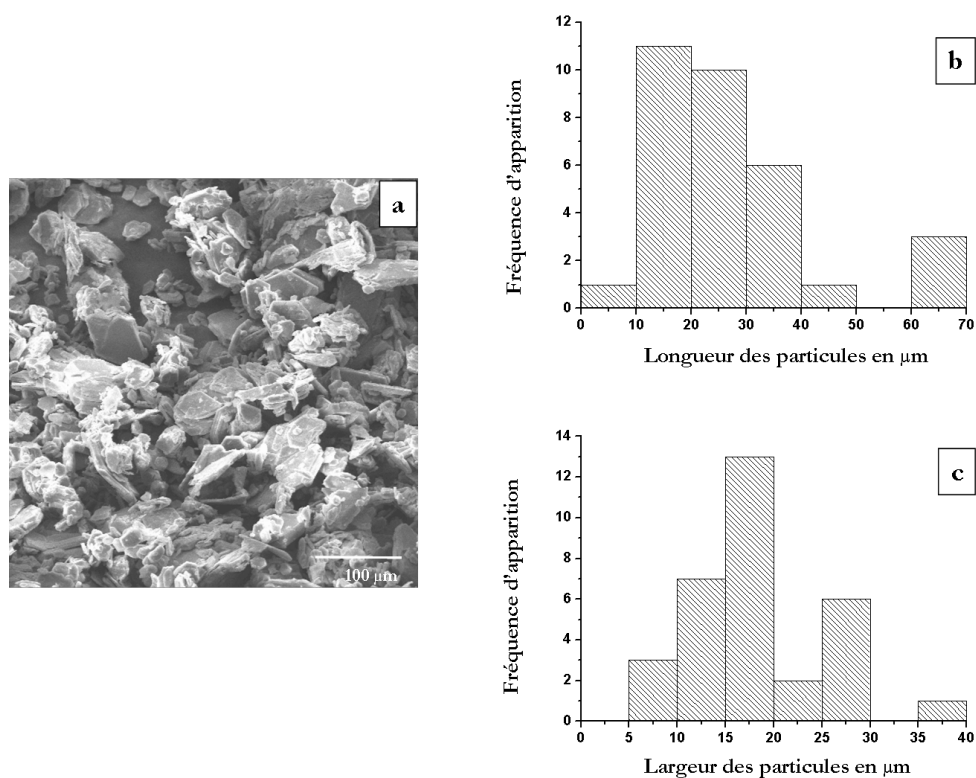 a
100 µm
b
Fréquence d'apparition
12
10
8
6
4
2
0
0 10 20 30 40 50 60 70
Longueur des particules en µm
c
Fréquence d'apparition
14
12
10
8
6
4
2
0
0 5 10 15 20 25 30 35 40
Largeur des particules en µm